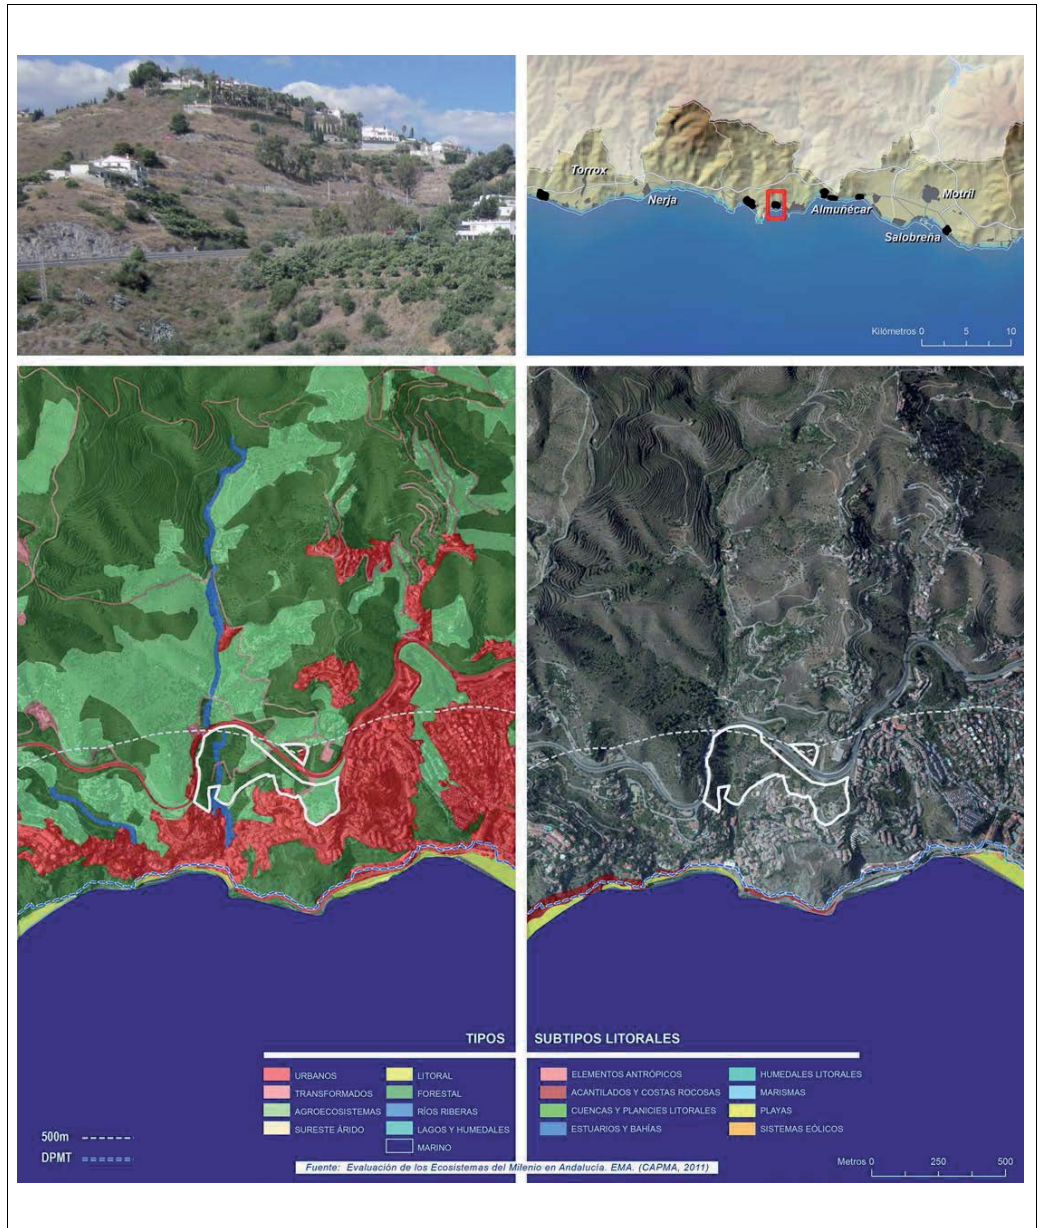 Torrox
Nerja
Almuñécar
Motril
Salobreña
Kilómetros 0 5 10
TIPOS
URBANOS
TRANSFORMADOS
AGROECOSISTEMAS
SURESTE ÁRIDO
LITORAL
FORESTAL
RÍOS RIBERAS
LAGOS Y HUMEDALES
MARINO
500m
DPMT
SUBTIPOS LITORALES
ELEMENTOS ANTRÓPICOS
ACANTILADOS Y COSTAS ROCOSAS
CUENCAS Y PLANICIES LITORALES
ESTUARIOS Y BAHÍAS
HUMEDALES LITORALES
MARISMAS
PLAYAS
SISTEMAS EÓLICOS
Fuente: Evaluación de los Ecosistemas del Milenio en Andalucía. EMA. (CAPMA, 2011)
Metros 0 250 500